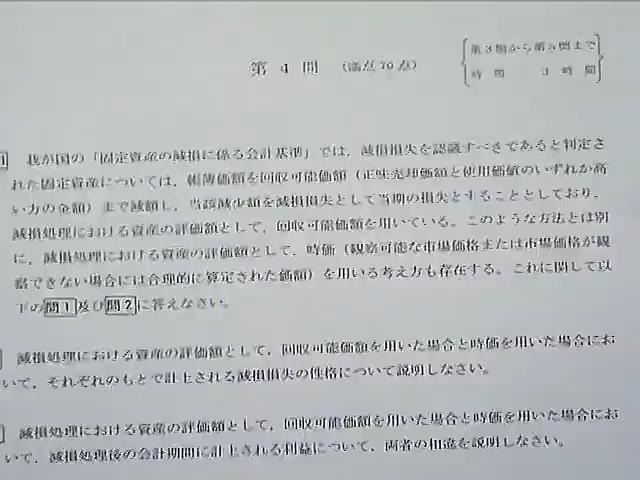 第 4 問 (満点 70 点)
第3問から第5問まで
時 間 3 時 間
1 我が国の「固定資産の減損に係る会計基準」では，減損損失を認識すべきであると判定さ
れた固定資産については，帳簿価額を回収可能価額（正味売却価額と使用価値のいずれか高
い方の金額）まで減額し，当該減少額を減損損失として当期の損失とすることとしており，
減損処理における資産の評価額として，回収可能価額を用いている。このような方法とは別
に，減損処理における資産の評価額として，時価（観察可能な市場価格または市場価格が観
察できない場合には合理的に算定された価額）を用いる考え方も存在する。これに関して以
下の問1及び問2に答えなさい。
減損処理における資産の評価額として，回収可能価額を用いた場合と時価を用いた場合にお
いて，それぞれのもとで計上される減損損失の性格について説明しなさい。
減損処理における資産の評価額として，回収可能価額を用いた場合と時価を用いた場合にお
いて，減損処理後の会計期間に計上される利益について，両者の相違を説明しなさい。